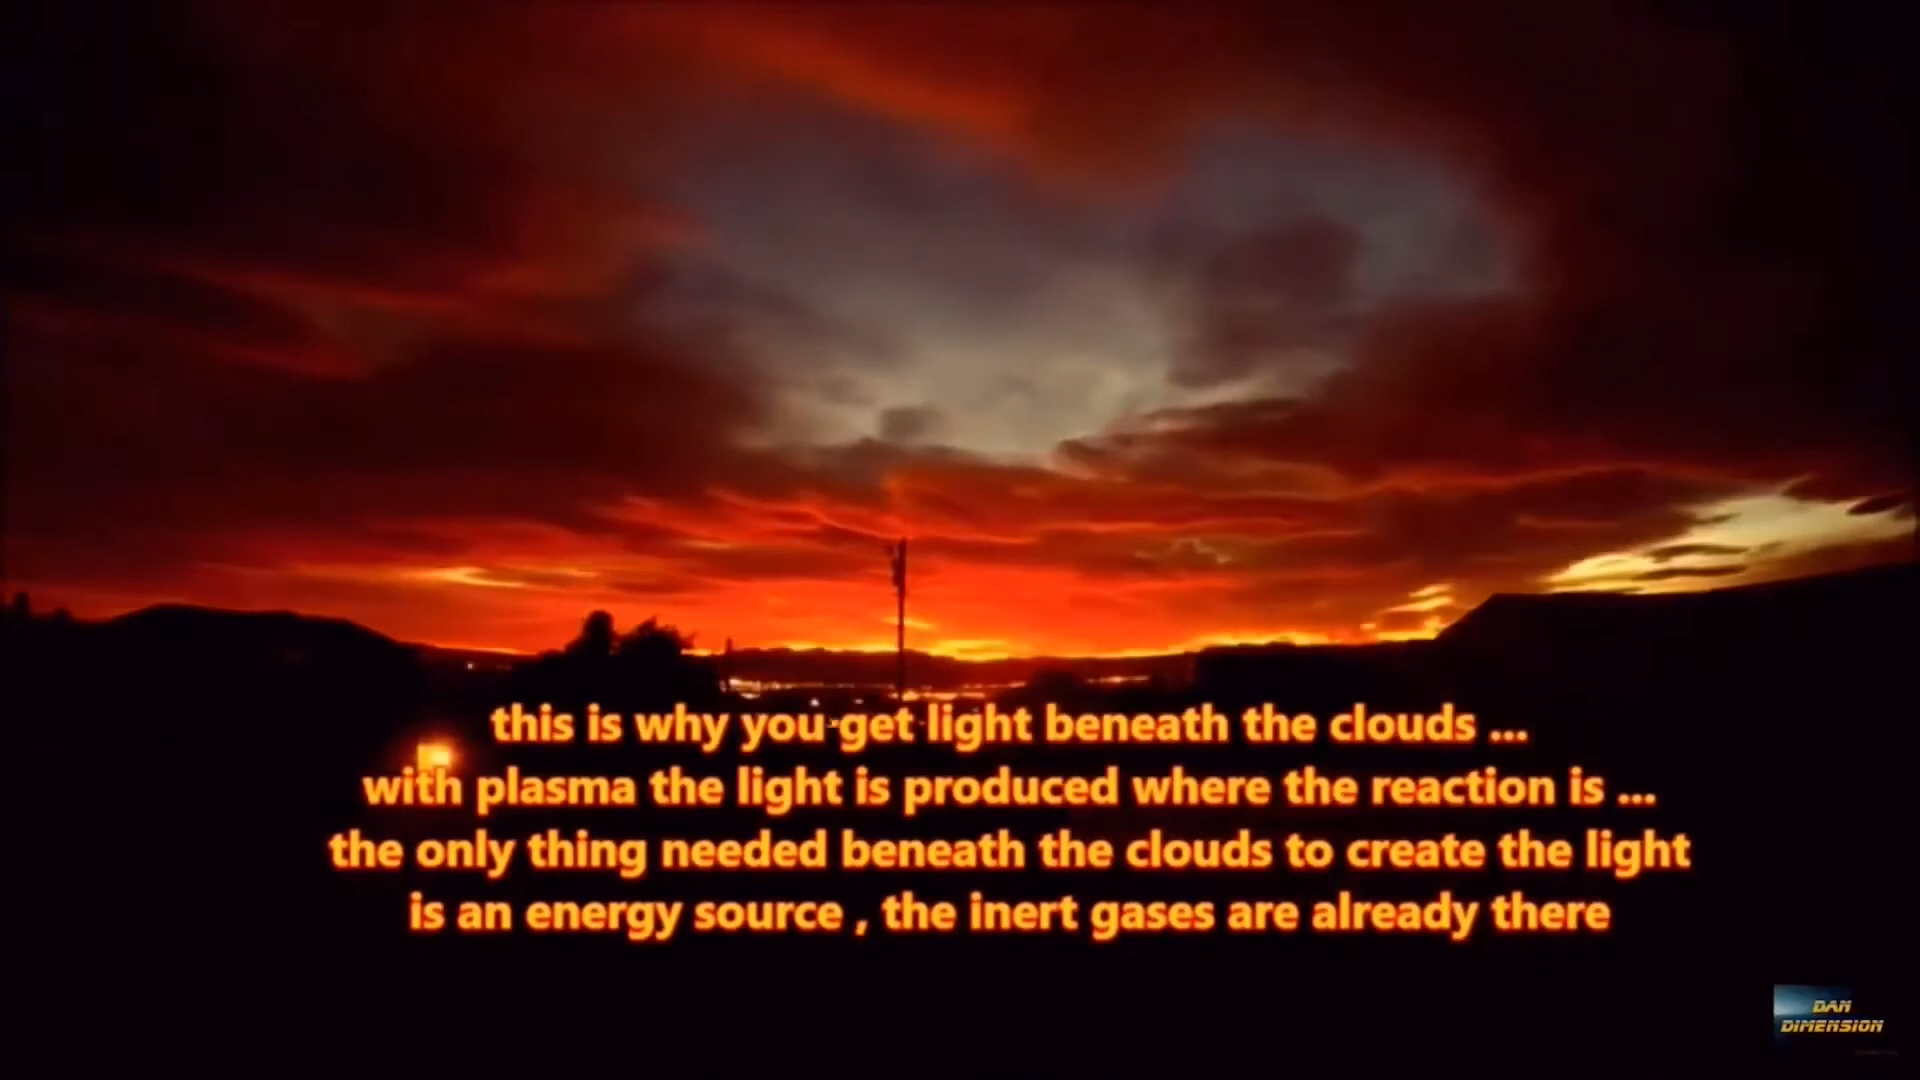 this is why you get light beneath the clouds ...
with plasma the light is produced where the reaction is ...
the only thing needed beneath the clouds to create the light
is an energy source , the inert gases are already there
DAN
DIMENSION